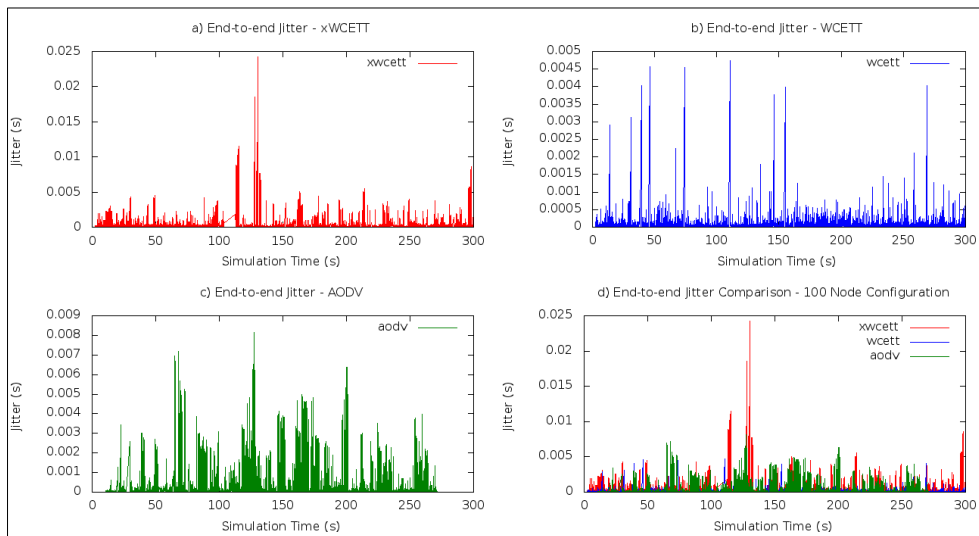 a) End-to-end Jitter - xWCETT
xwcett
0.025
0.02
0.015
0.01
0.005
0
Jitter (s)
0 50 100 150 200 250 300
Simulation Time (s)
b) End-to-end Jitter - WCETT
wcett
0.005
0.0045
0.004
0.0035
0.003
0.0025
0.002
0.0015
0.001
0.0005
0
Jitter (s)
0 50 100 150 200 250 300
Simulation Time (s)
c) End-to-end Jitter - AODV
aodv
0.009
0.008
0.007
0.006
0.005
0.004
0.003
0.002
0.001
0
Jitter (s)
0 50 100 150 200 250 300
Simulation Time (s)
d) End-to-end Jitter Comparison - 100 Node Configuration
xwcett
wcett
aodv
0.025
0.02
0.015
0.01
0.005
0
Jitter (s)
0 50 100 150 200 250 300
Simulation Time (s)